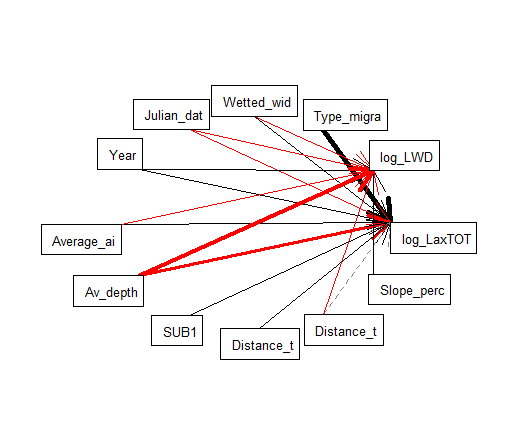 Wetted_wid
Julian_dat
Type_migra
Year
log_LWD
Average_ai
log_LaxTOT
Av_depth
Slope_perc
SUB1
Distance_t
Distance_t